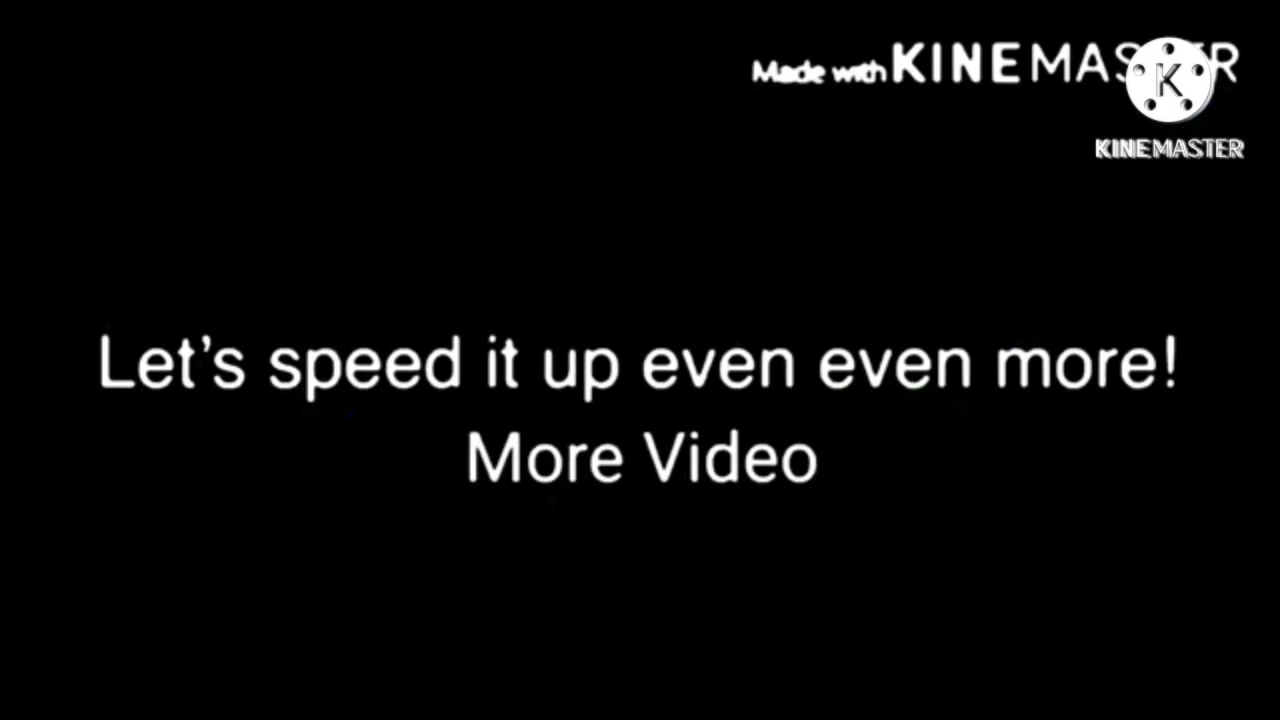 Made with KINEMASTER
K
KINEMASTER
Let's speed it up even even more!
More Video